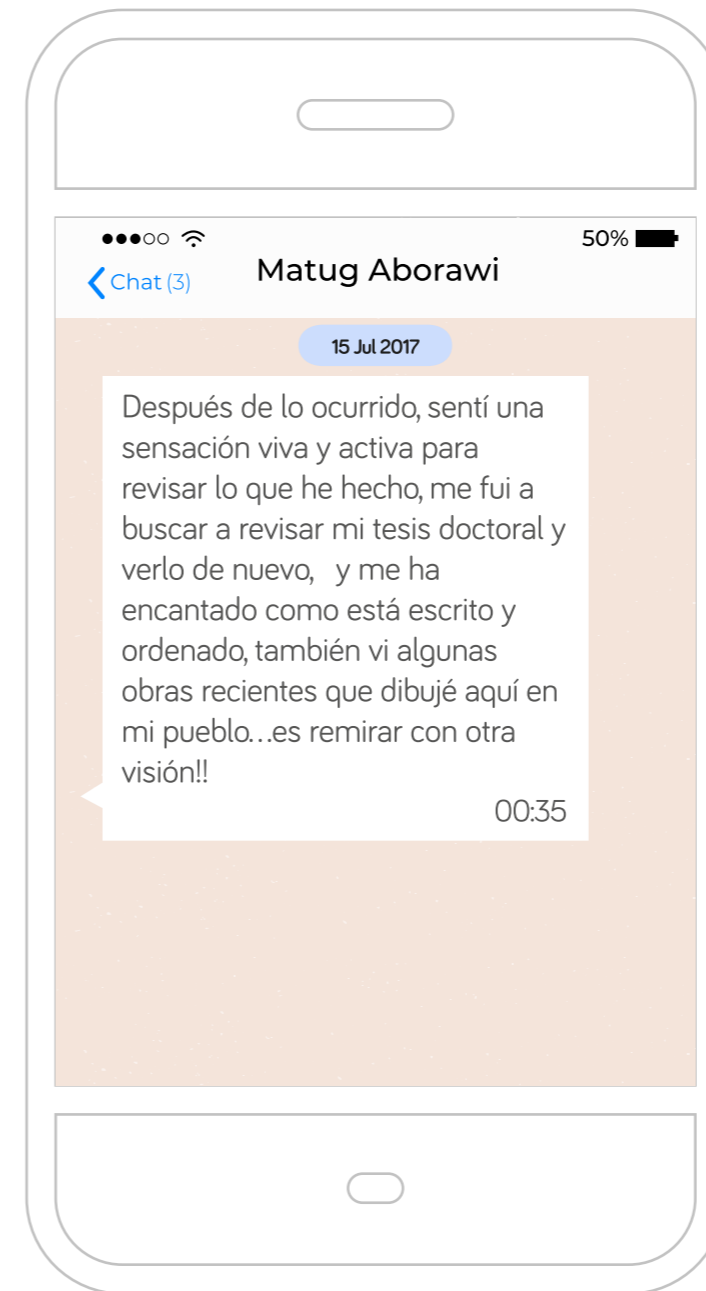 50%
Chat (3)
Matug Aborawi
15 Jul 2017
Después de lo ocurrido, sentí una
sensación viva y activa para
revisar lo que he hecho, me fui a
buscar a revisar mi tesis doctoral y
verlo de nuevo,   y me ha
encantado como está escrito y
ordenado, también vi algunas
obras recientes que dibujé aquí en
mi pueblo...es remirar con otra
visión!!
00:35